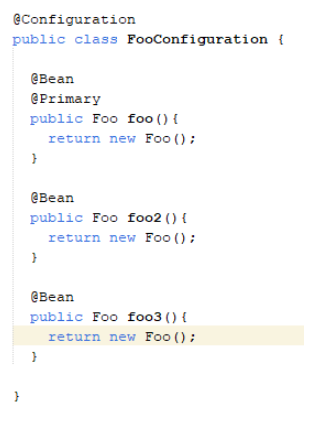 @Configuration
public class FooConfiguration {
@Bean
@Primary
public Foo foo(){
return new Foo();
}
@Bean
public Foo foo2(){
return new Foo();
}
@Bean
public Foo foo3(){
return new Foo();
}
}